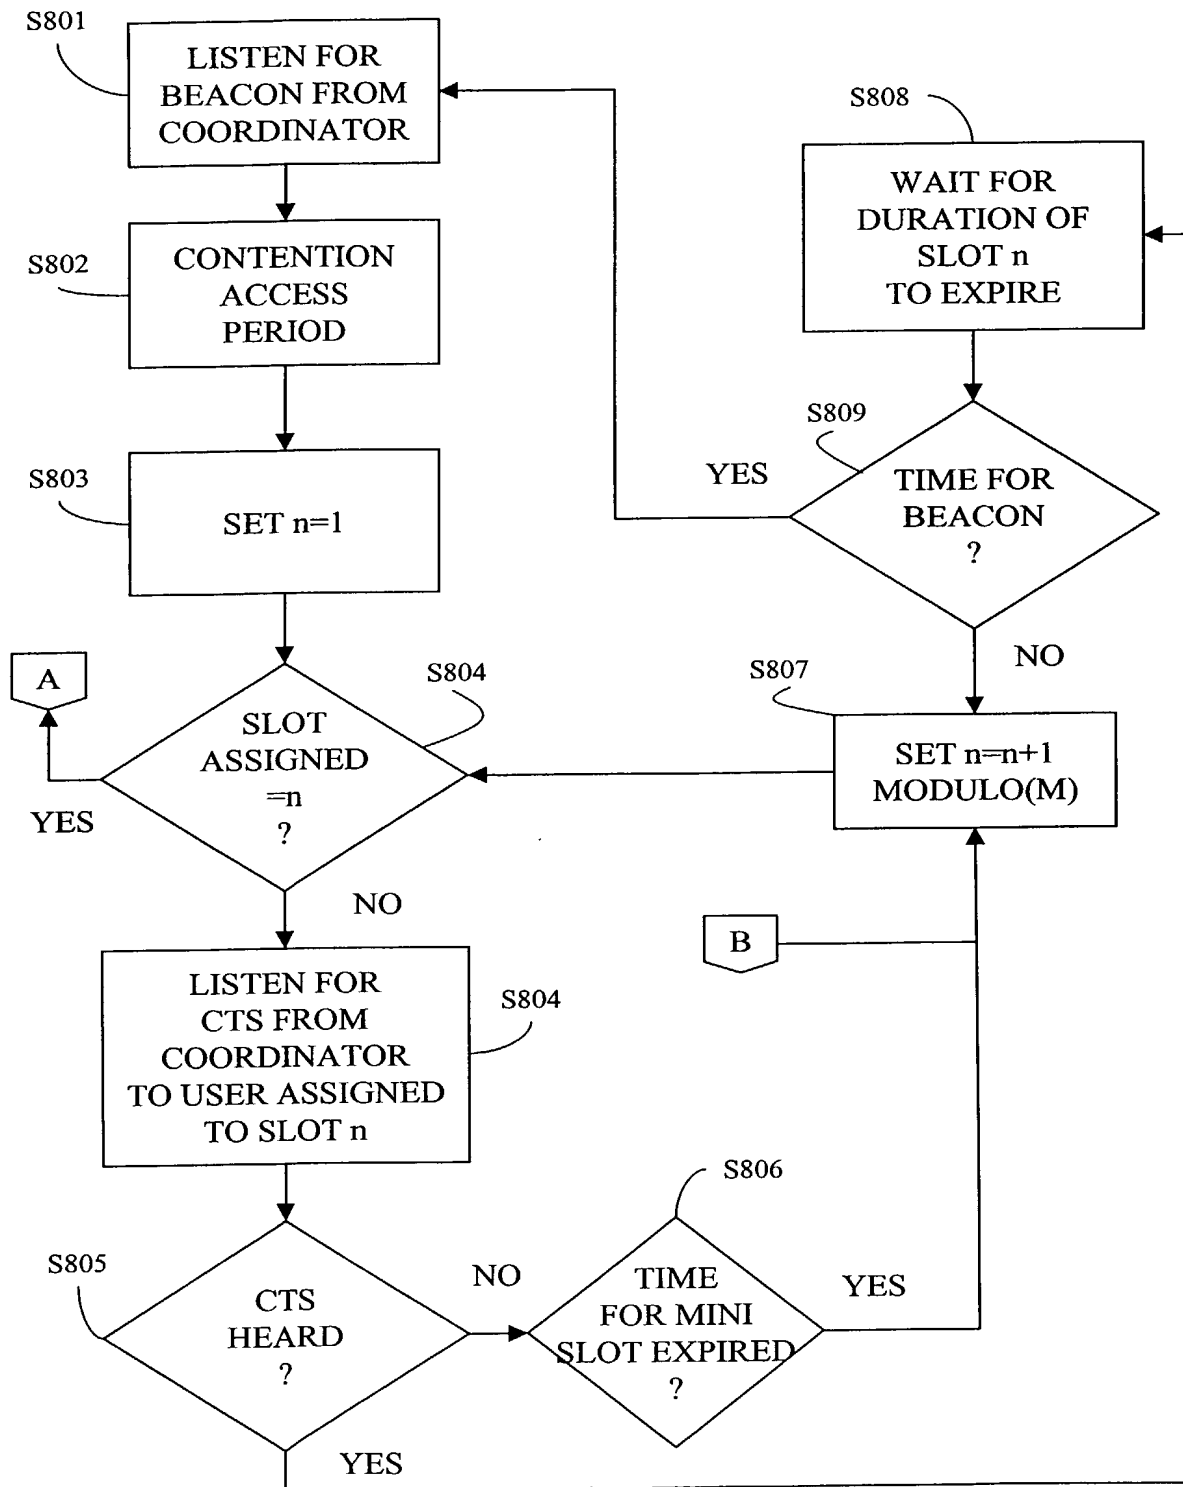 S801
LISTEN FOR
BEACON FROM
COORDINATOR
S808
WAIT FOR
DURATION OF
SLOT n
TO EXPIRE
S802
CONTENTION
ACCESS
PERIOD
S809
TIME FOR
BEACON
?
YES
NO
S803
SET n=1
A
S804
SLOT
ASSIGNED
=n
?
YES
NO
S807
SET n=n+1
MODULO(M)
B
LISTEN FOR
CTS FROM
COORDINATOR
TO USER ASSIGNED
TO SLOT n
S804
S805
CTS
HEARD
?
NO
YES
S806
TIME
FOR MINI
SLOT EXPIRED
?
YES